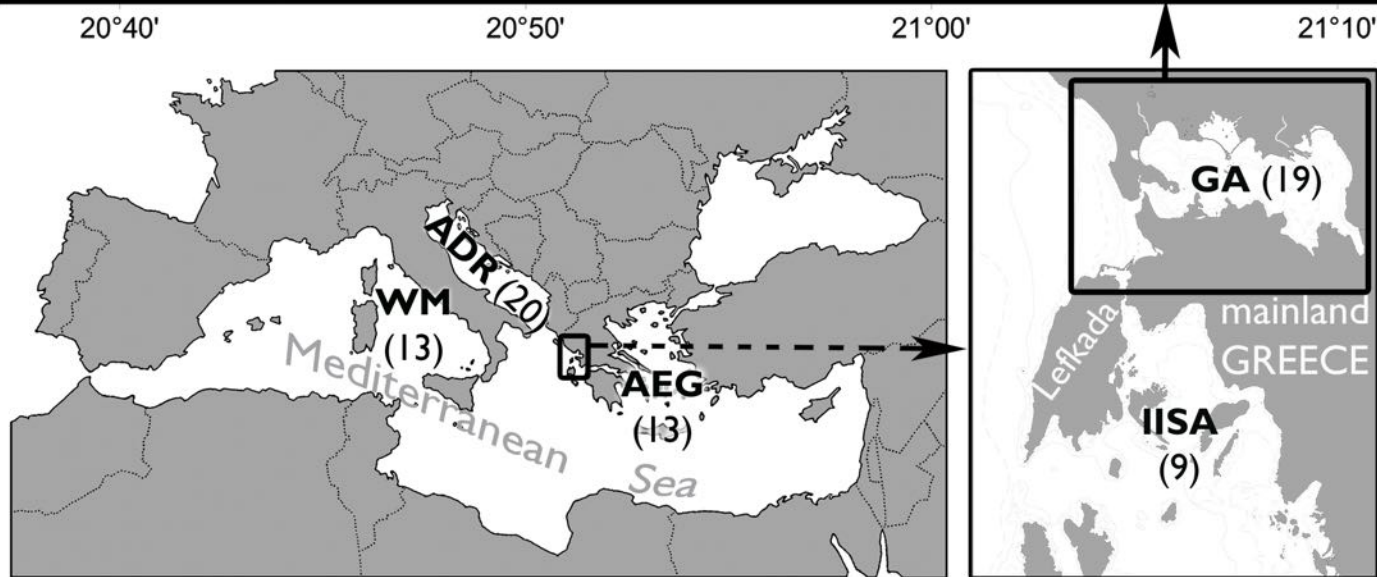 20°40' 20°50' 21°00' 21°10'
ADR (20)
WM
(13)
Mediterranean
Sea
AEG
(13)
GA (19)
mainland
GREECE
Lefkada
IISA
(9)